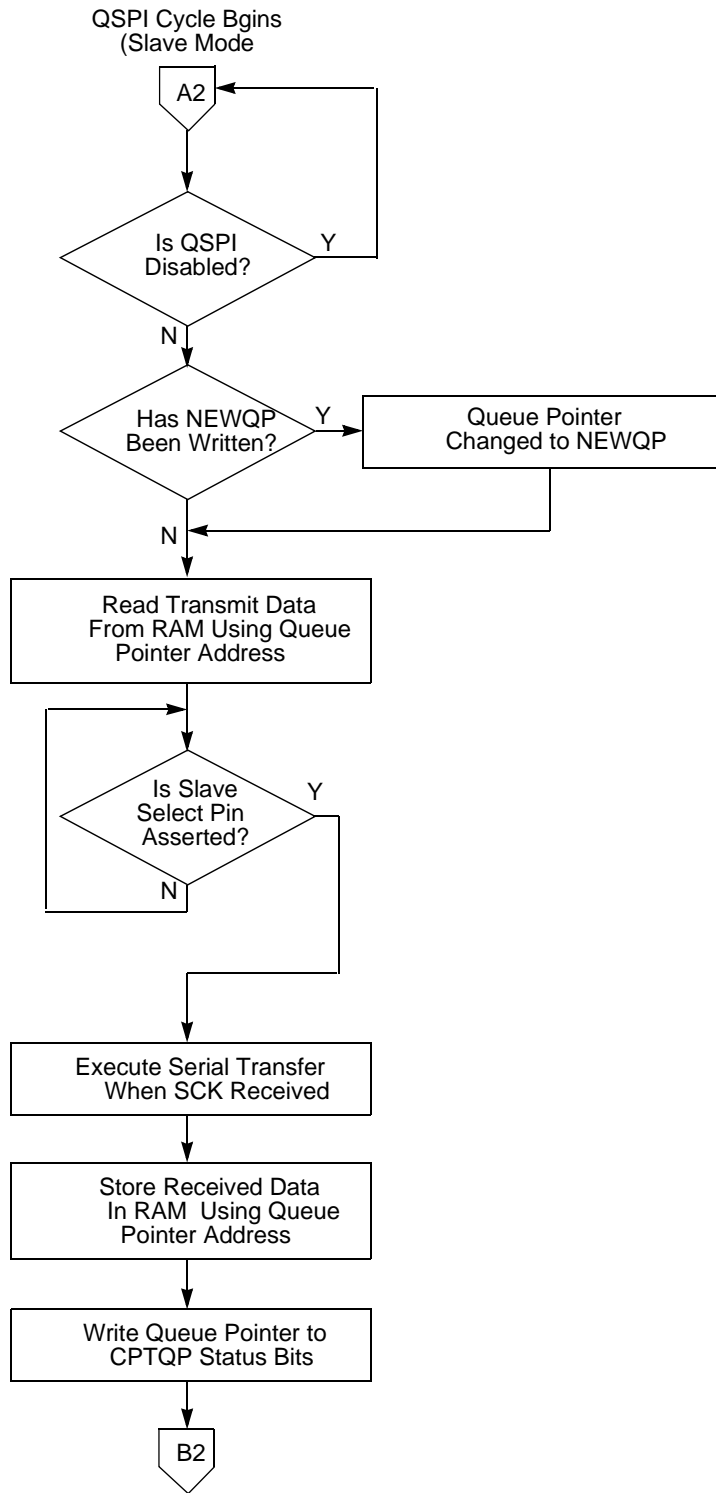 QSPI Cycle Bgins
(Slave Mode
A2
Is QSPI
Disabled?
Y
N
Has NEWQP
Been Written?
Y
Queue Pointer
Changed to NEWQP
N
Read Transmit Data
From RAM Using Queue
Pointer Address
Is Slave
Select Pin
Asserted?
Y
N
Execute Serial Transfer
When SCK Received
Store Received Data
In RAM Using Queue
Pointer Address
Write Queue Pointer to
CPTQP Status Bits
B2